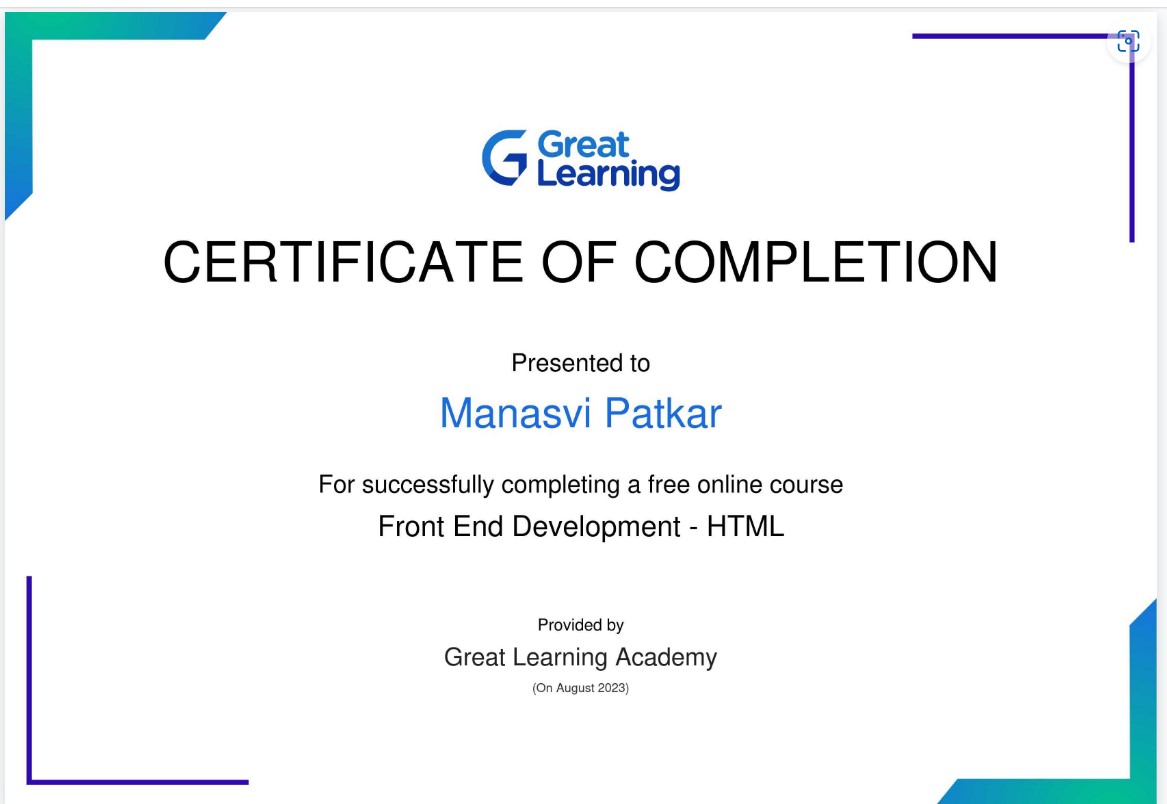 Great
Learning
CERTIFICATE OF COMPLETION
Presented to
Manasvi Patkar
For successfully completing a free online course
Front End Development - HTML
Provided by
Great Learning Academy
(On August 2023)